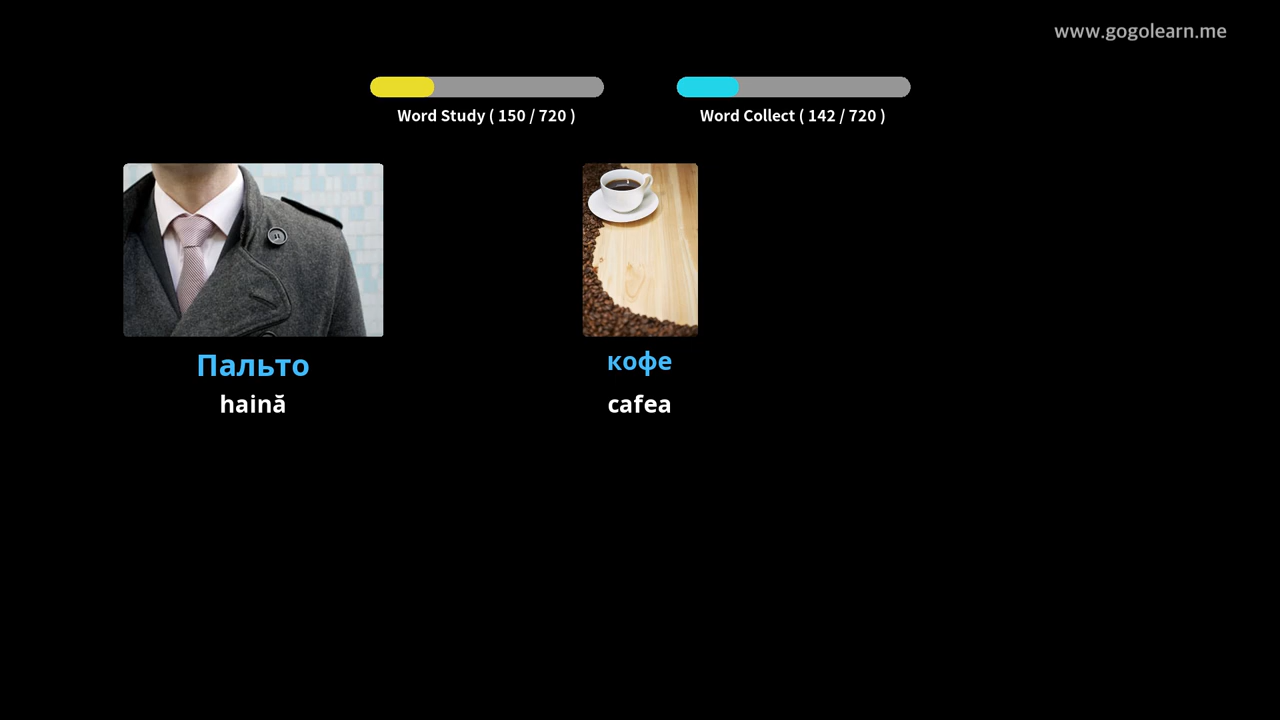 www.gogolearn.me
Word Study ( 150 / 720 )
Word Collect ( 142 / 720 )
Пальто
haină
кофе
cafea